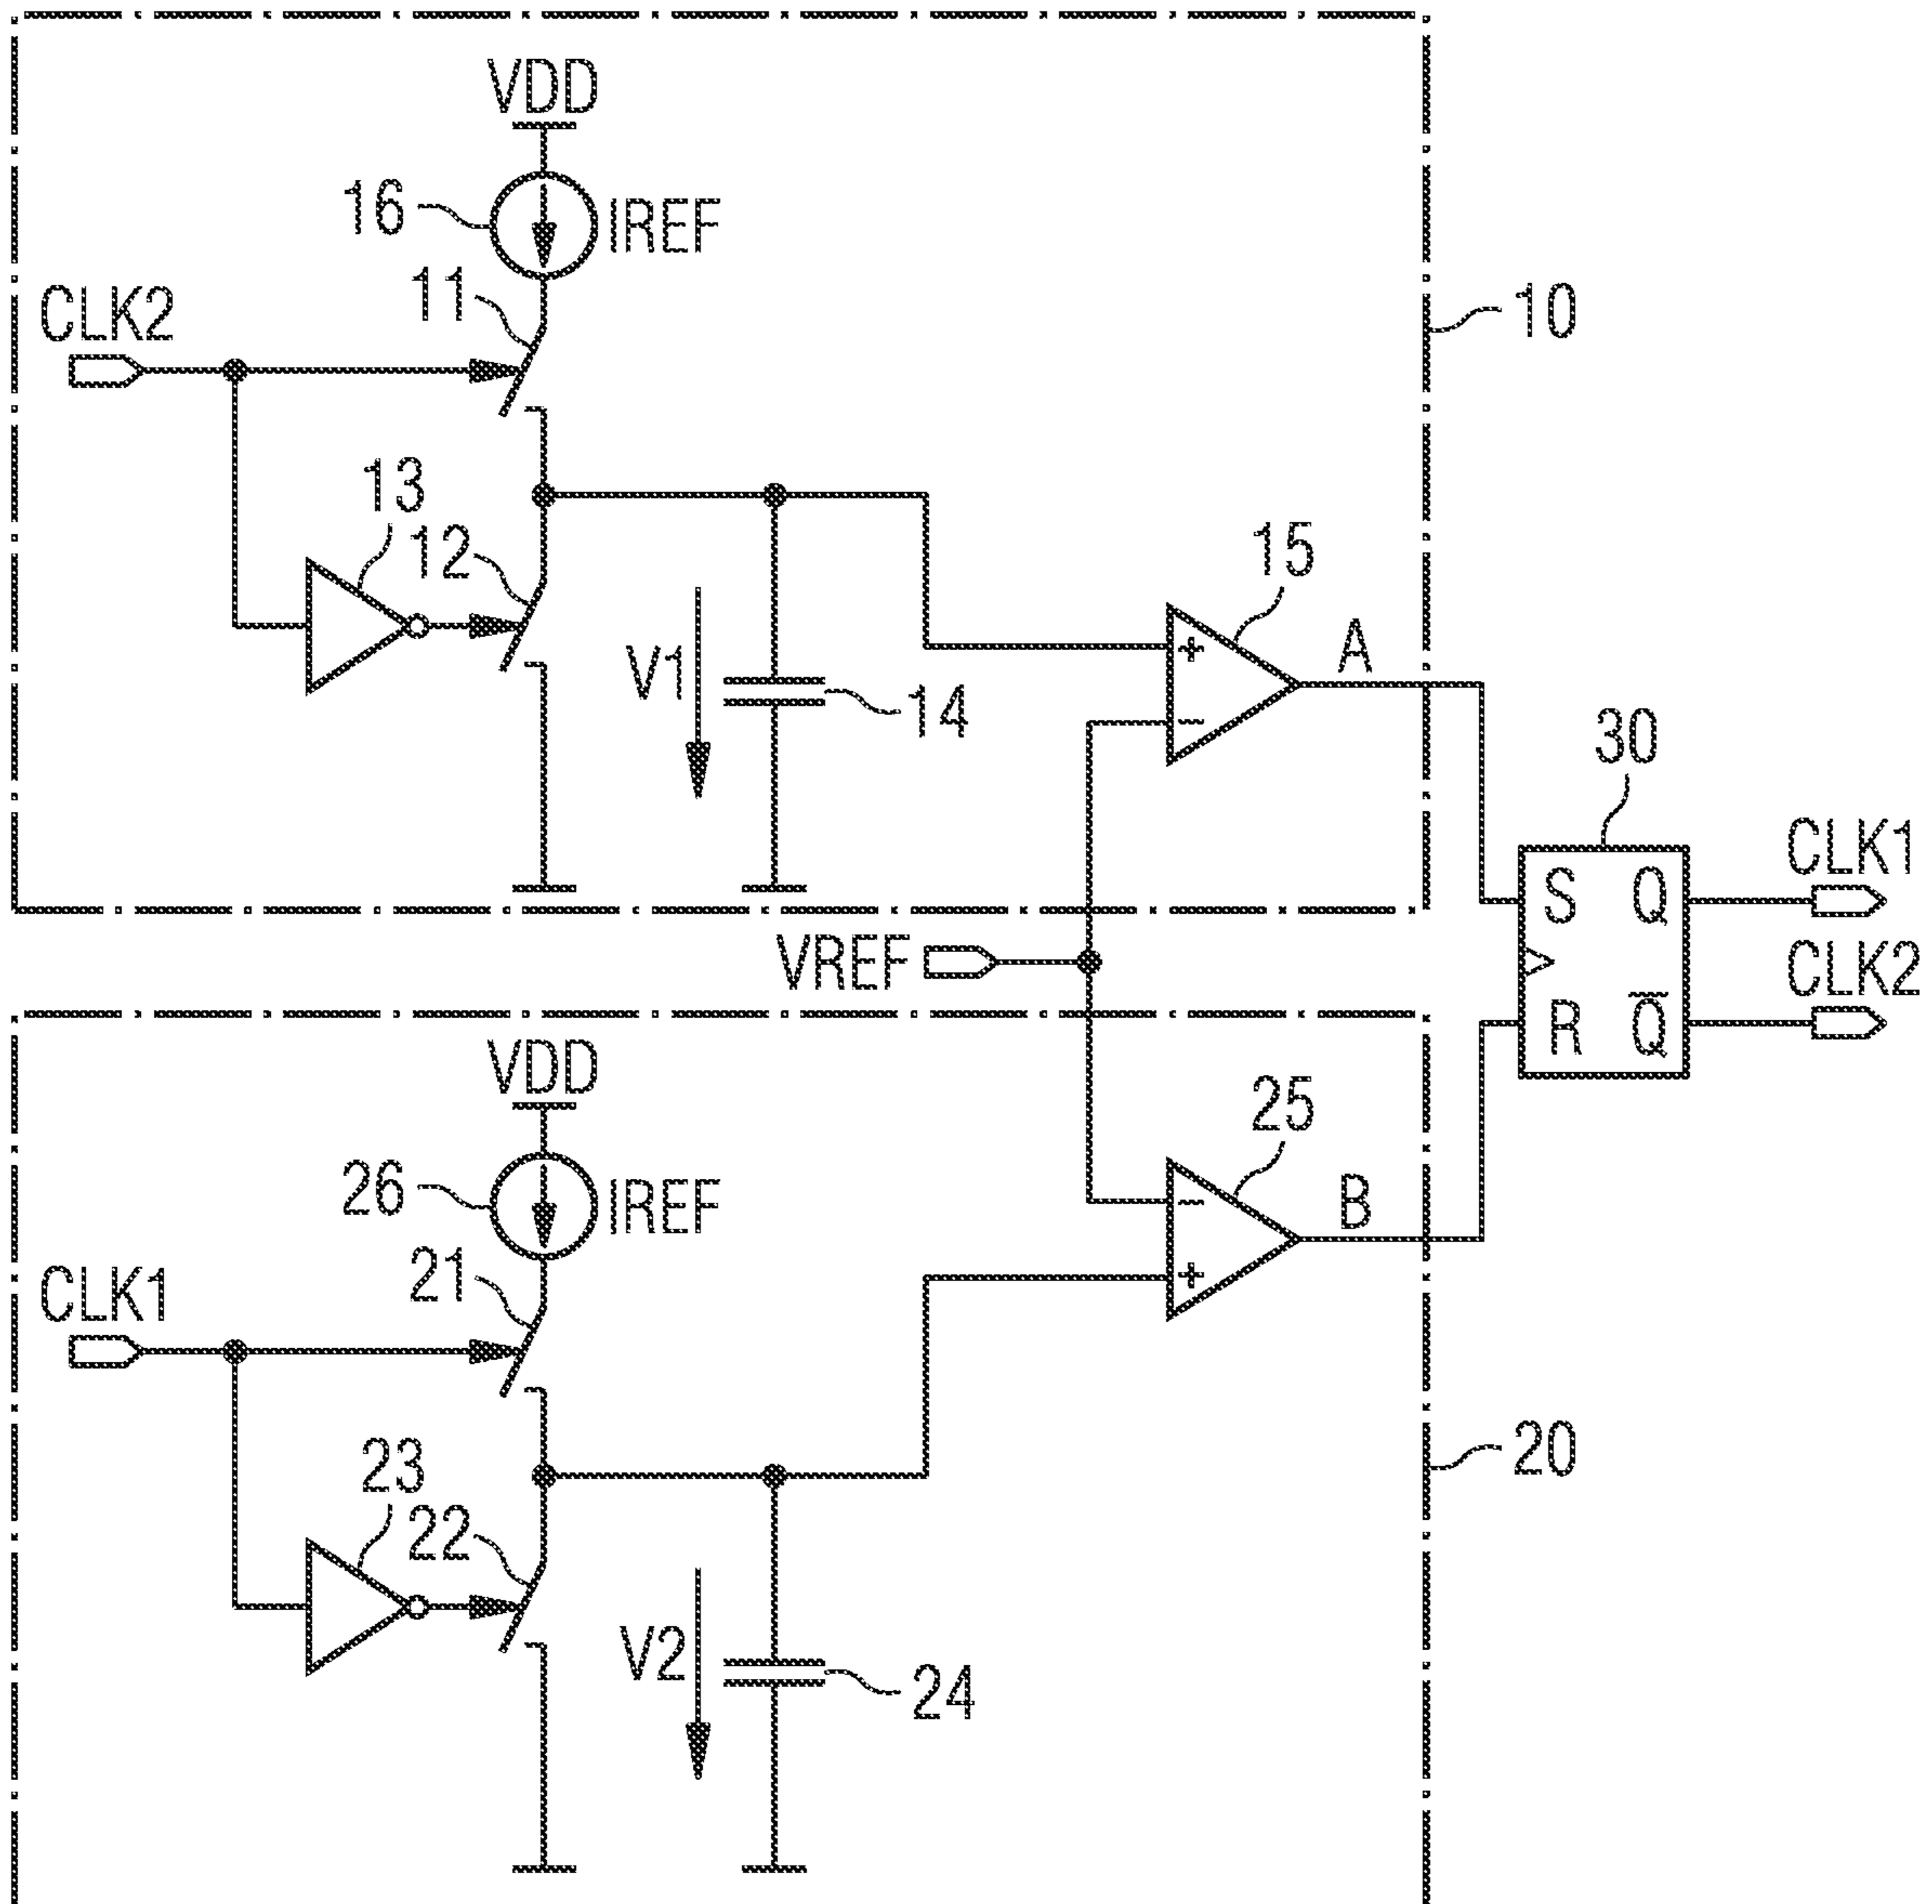 VDD
16
IREF
11
CLK2
10
13
12
15
V1
+
A
14
−
30
S Q CLK1
VREF
R Q̅ CLK2
VDD
25
26
IREF
−
B
21
CLK1
+
20
23
22
V2
24